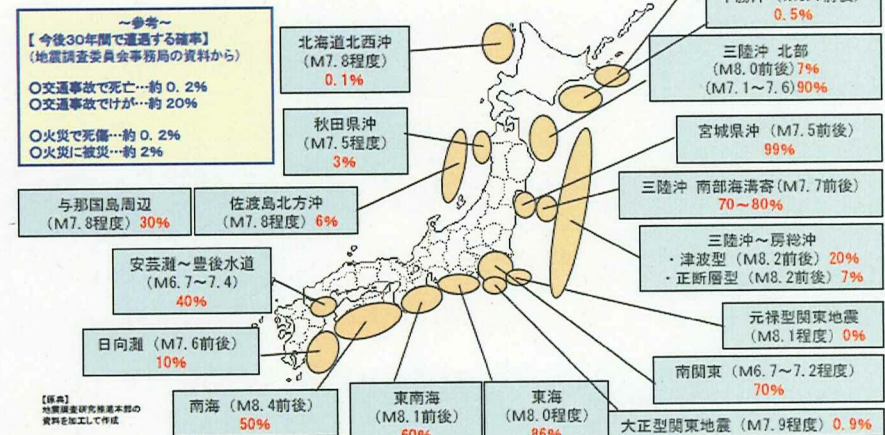 ～参考～
【 今後30年間で遭遇する確率】
(地震調査委員会事務局の資料から)
○交通事故で死亡…約 0. 2%
○交通事故でけが…約 20%
○火災で死傷…約 0. 2%
○火災に被災…約 2%
北海道北西沖
(M7.8程度)
0.1%
0.5%
三陸沖 北部
(M8.0前後) 7%
(M7.1～7.6) 90%
秋田県沖
(M7.5程度)
3%
宮城県沖 (M7.5前後)
99%
三陸沖 南部海溝寄 (M7.7前後)
70～80%
与那国島周辺
(M7.8程度) 30%
佐渡島北方沖
(M7.8程度) 6%
三陸沖～房総沖
・津波型 (M8.2前後) 20%
・正断層型 (M8.2前後) 7%
安芸灘～豊後水道
(M6.7～7.4)
40%
元禄型関東地震
(M8.1程度) 0%
日向灘 (M7.6前後)
10%
南関東 (M6.7～7.2程度)
70%
【原典】
地震調査研究推進本部の
資料を加工して作成
南海 (M8.4前後)
50%
東南海
(M8.1前後)
東海
(M8.0程度)
大正型関東地震 (M7.9程度) 0.9%